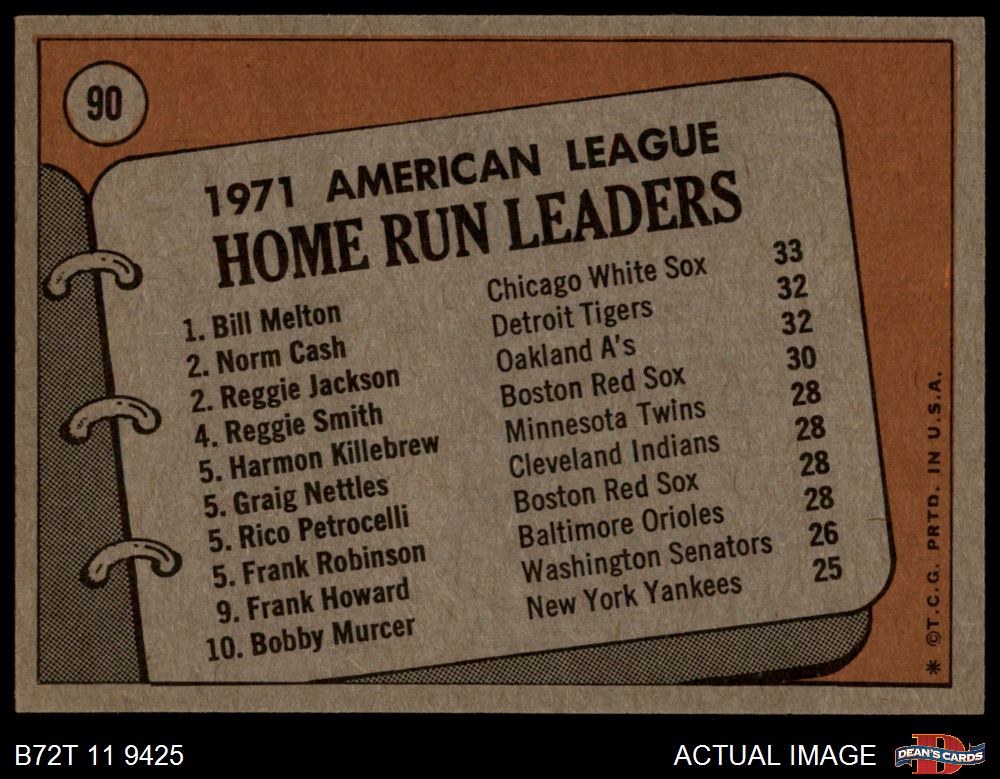 90
1971 AMERICAN LEAGUE
HOME RUN LEADERS
1. Bill Melton Chicago White Sox 33
2. Norm Cash Detroit Tigers 32
2. Reggie Jackson Oakland A's 32
4. Reggie Smith Boston Red Sox 30
5. Harmon Killebrew Minnesota Twins 28
5. Graig Nettles Cleveland Indians 28
5. Rico Petrocelli Boston Red Sox 28
5. Frank Robinson Baltimore Orioles 28
9. Frank Howard Washington Senators 26
10. Bobby Murcer New York Yankees 25
* ©T.C.G. PRTD. IN U.S.A.
B72T 11 9425
ACTUAL IMAGE
D
DEAN'S CARDS